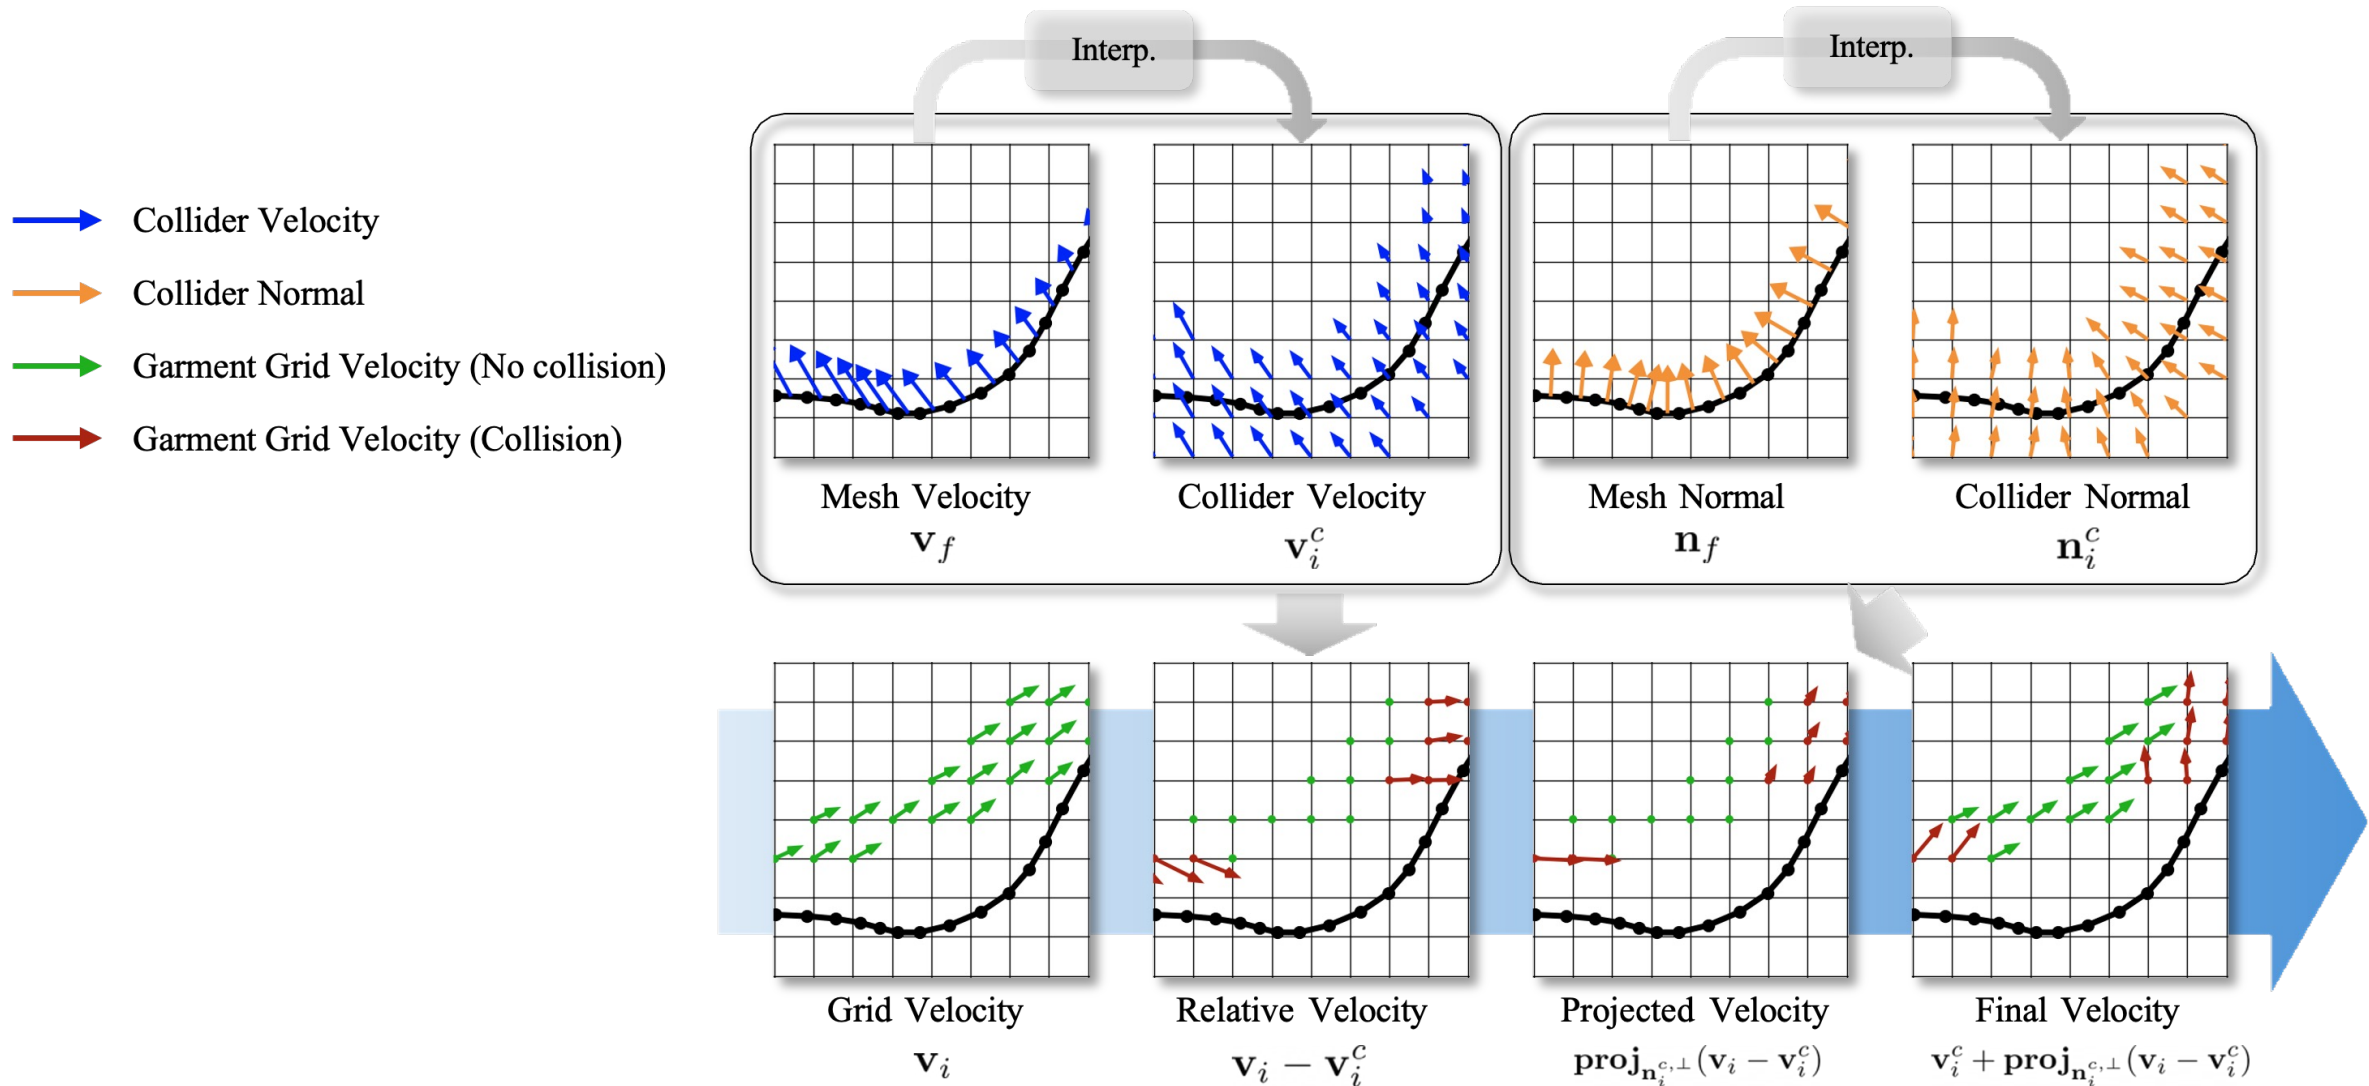 Interp.
Interp.
Collider Velocity
Collider Normal
Garment Grid Velocity (No collision)
Garment Grid Velocity (Collision)
Mesh Velocity
Collider Velocity
Mesh Normal
Collider Normal
𝐯_f
𝐯_i^c
𝐧_f
𝐧_i^c
Grid Velocity
Relative Velocity
Projected Velocity
Final Velocity
𝐯_i
𝐯_i − 𝐯_i^c
𝐩𝐫𝐨𝐣_{𝐧_i^{c,⊥}}(𝐯_i − 𝐯_i^c)
𝐯_i^c + 𝐩𝐫𝐨𝐣_{𝐧_i^{c,⊥}}(𝐯_i − 𝐯_i^c)